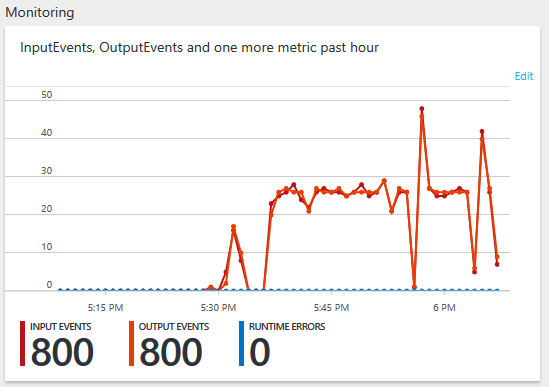 Monitoring
InputEvents, OutputEvents and one more metric past hour
Edit
50
40
30
20
10
0
5:15 PM 5:30 PM 5:45 PM 6 PM
INPUT EVENTS OUTPUT EVENTS RUNTIME ERRORS
800 800 0